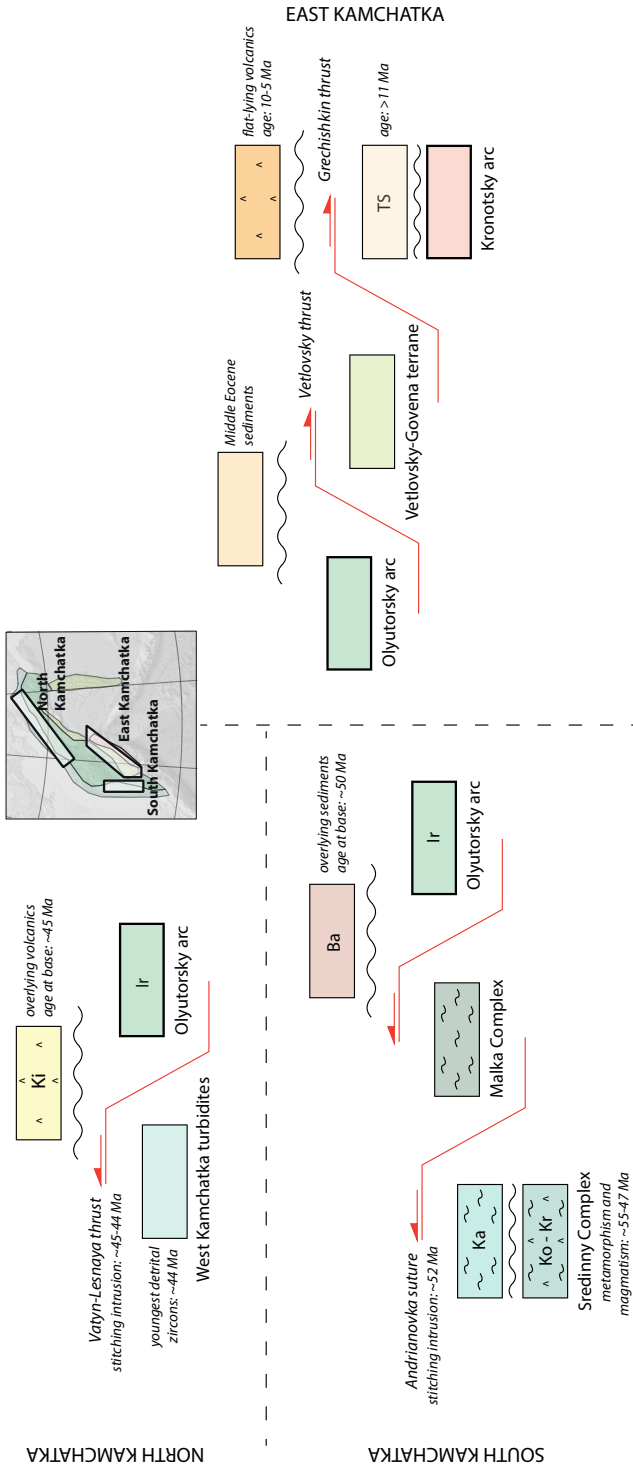 NORTH KAMCHATKA
Vatyn-Lesnaya thrust
stitching intrusion: ~45-44 Ma
youngest detrital
zircons: ~44 Ma
West Kamchatka turbidites
overlying volcanics
age at base: ~45 Ma
Ki
Ir
Olyutorsky arc
North
Kamchatka
East Kamchatka
South Kamchatka
SOUTH KAMCHATKA
Andrianovka suture
stitching intrusion:~52 Ma
Ka
Ko - Kr
Sredinny Complex
metamorphism and
magmatism: ~55-47 Ma
Malka Complex
overlying sediments
age at base: ~50 Ma
Ba
Ir
Olyutorsky arc
EAST KAMCHATKA
Middle Eocene
sediments
Vetlovsky thrust
Olyutorsky arc
Vetlovsky-Govena terrane
flat-lying volcanics
age: 10-5 Ma
Grechishkin thrust
age: >11 Ma
TS
Kronotsky arc